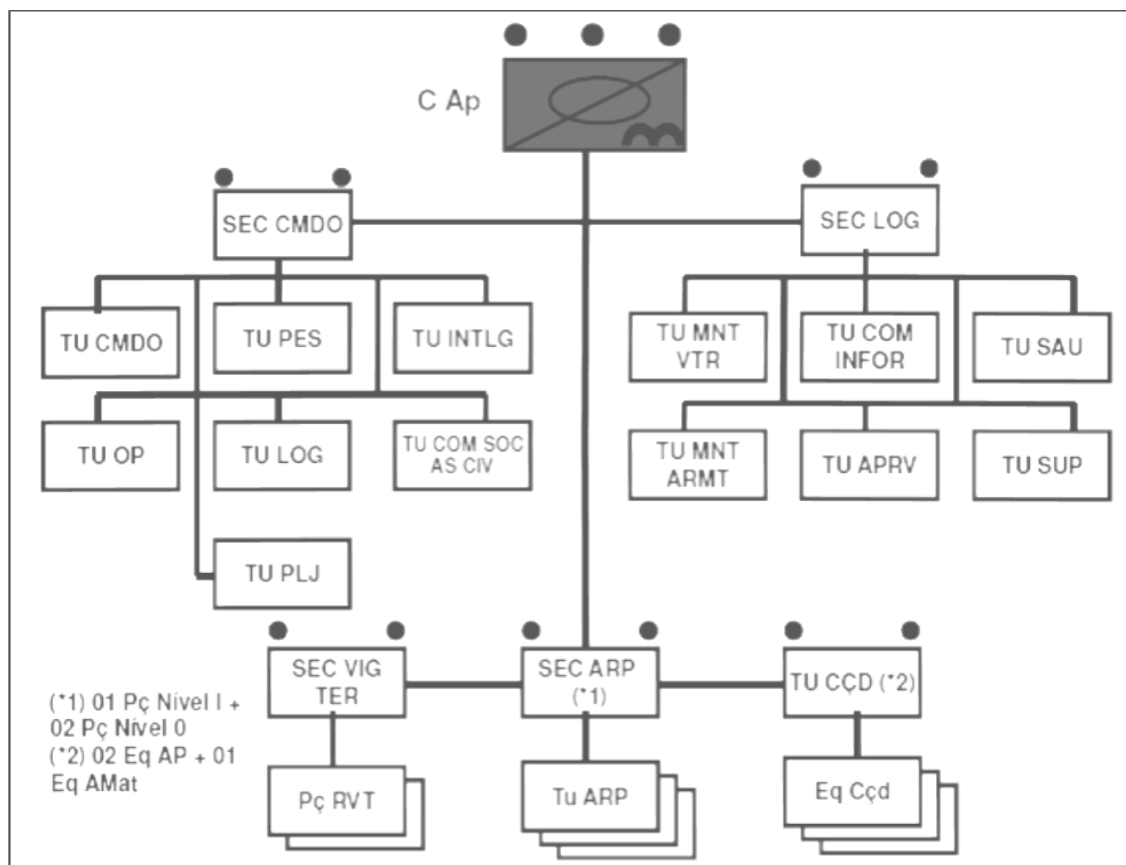 C Ap
SEC CMDO
SEC LOG
TU CMDO
TU PES
TU INTLG
TU MNT
VTR
TU COM
INFOR
TU SAU
TU OP
TU LOG
TU COM SOC
AS CIV
TU MNT
ARMT
TU APRV
TU SUP
TU PLJ
SEC VIG
TER
SEC ARP
(*1)
TU CÇD (*2)
(*1) 01 Pç Nível I +
02 Pç Nível 0
(*2) 02 Eq AP + 01
Eq AMat
Pç RVT
Tu ARP
Eq Cçd